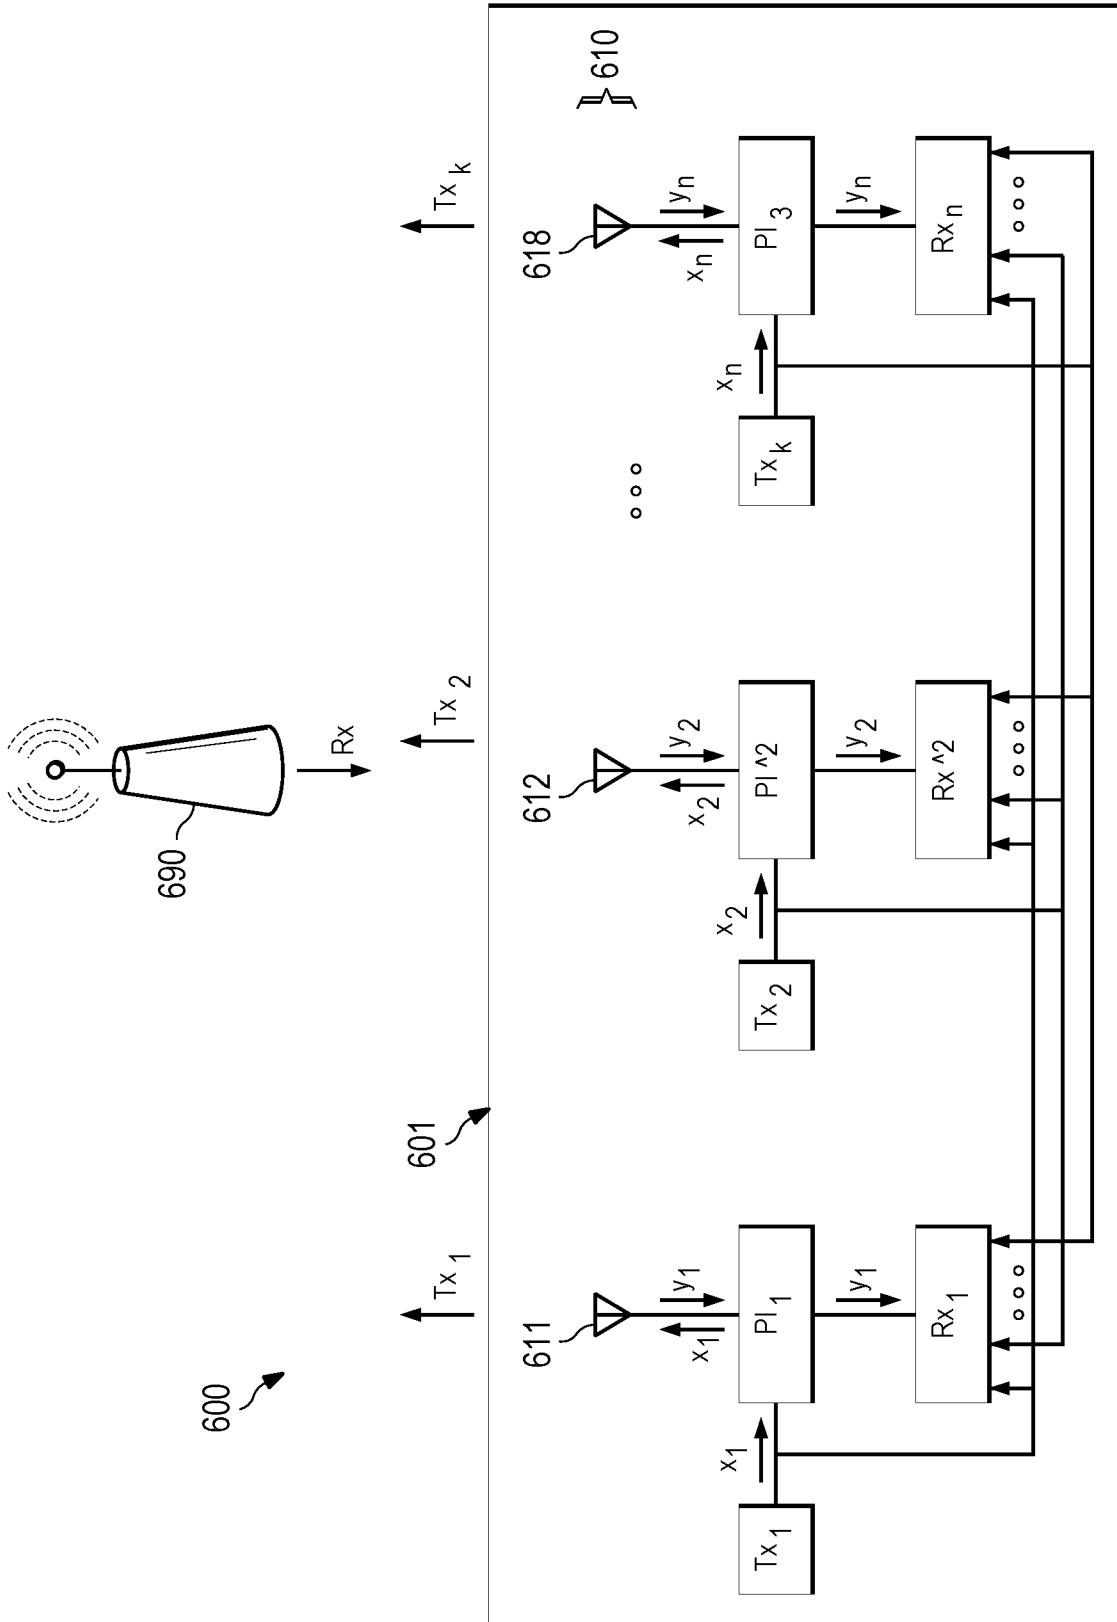 600
690
Rx
Tx1
Tx2
Txk
601
610
611
612
618
x1
y1
x2
y2
xn
yn
Tx1
x1
PI1
Tx2
x2
PI^2
Txk
xn
PI3
y1
y2
yn
Rx1
Rx^2
Rxn